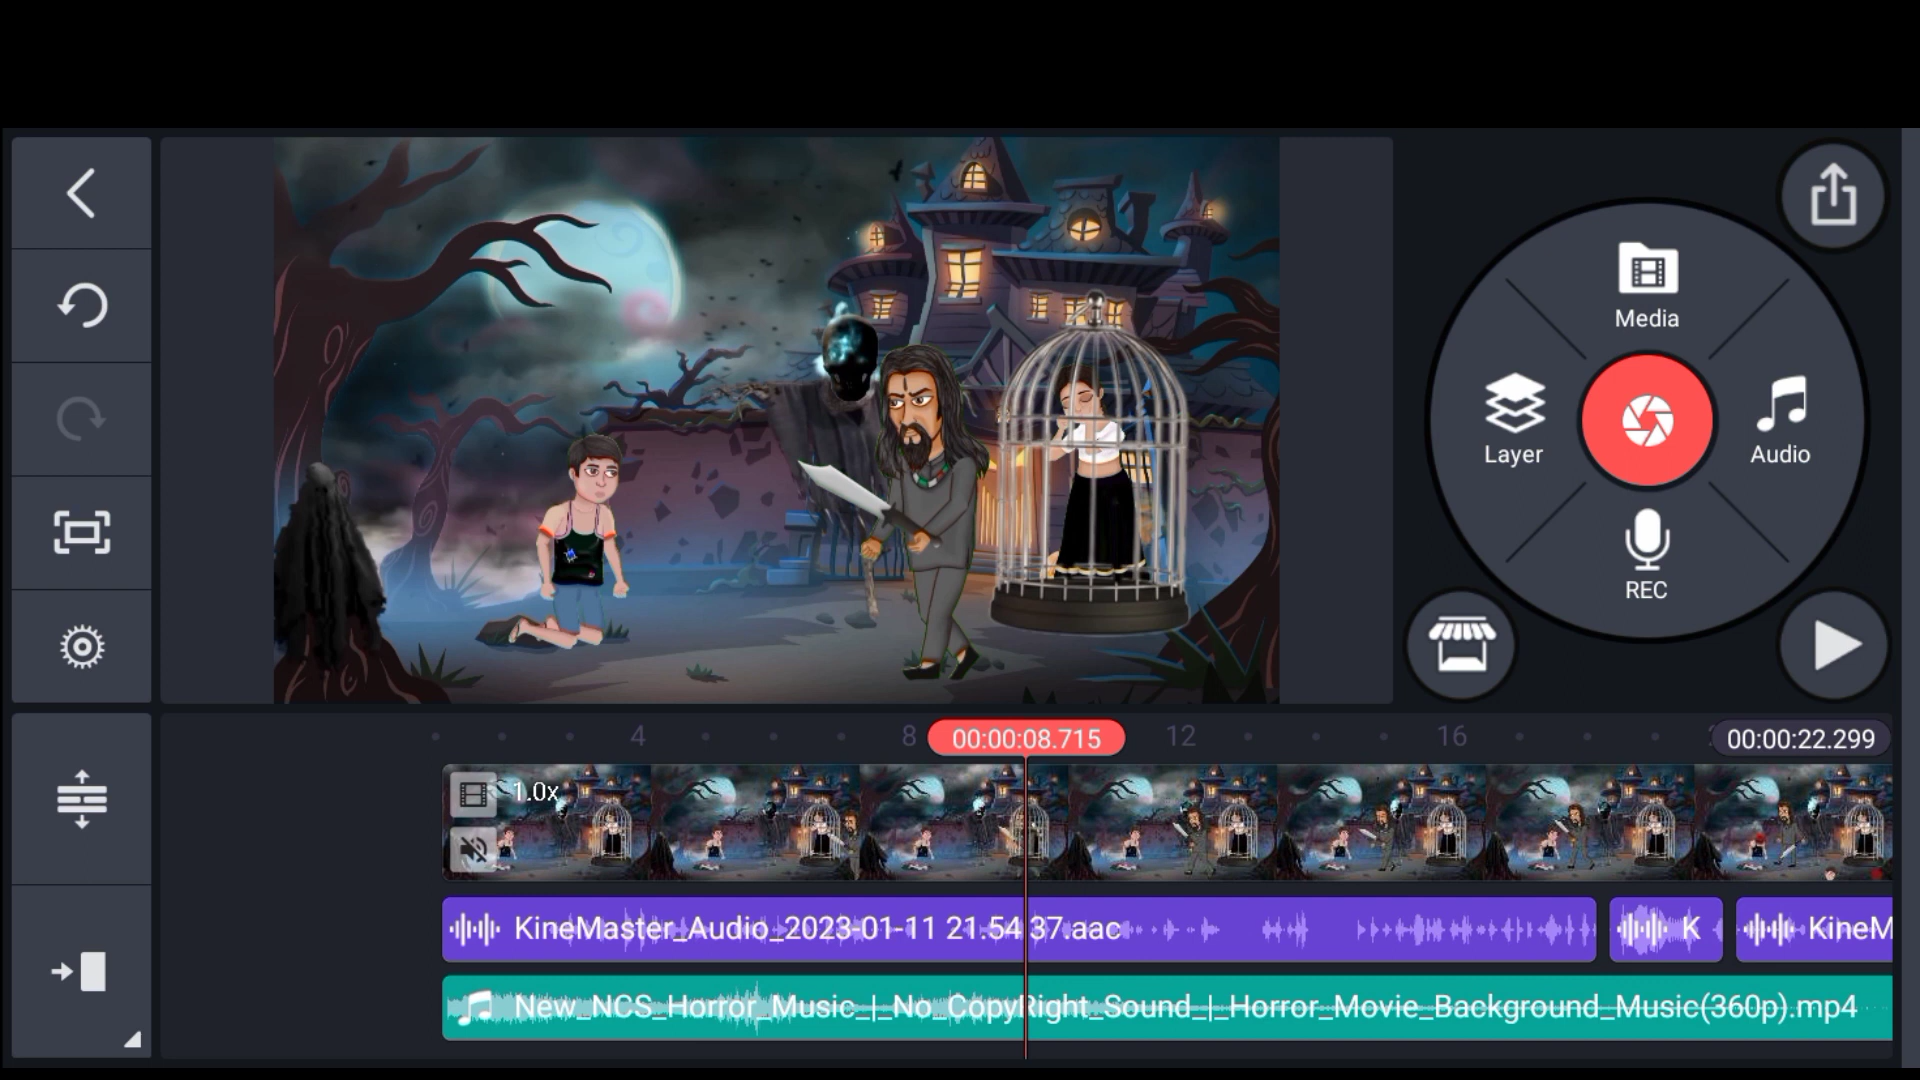 Media
Layer
Audio
REC
4
8
00:00:08.715
12
16
00:00:22.299
1.0x
KineMaster_Audio_2023-01-11 21.54 37.aac
K
KineM
New_NCS_Horror_Music_|_No_CopyRight_Sound_|_Horror_Movie_Background_Music(360p).mp4